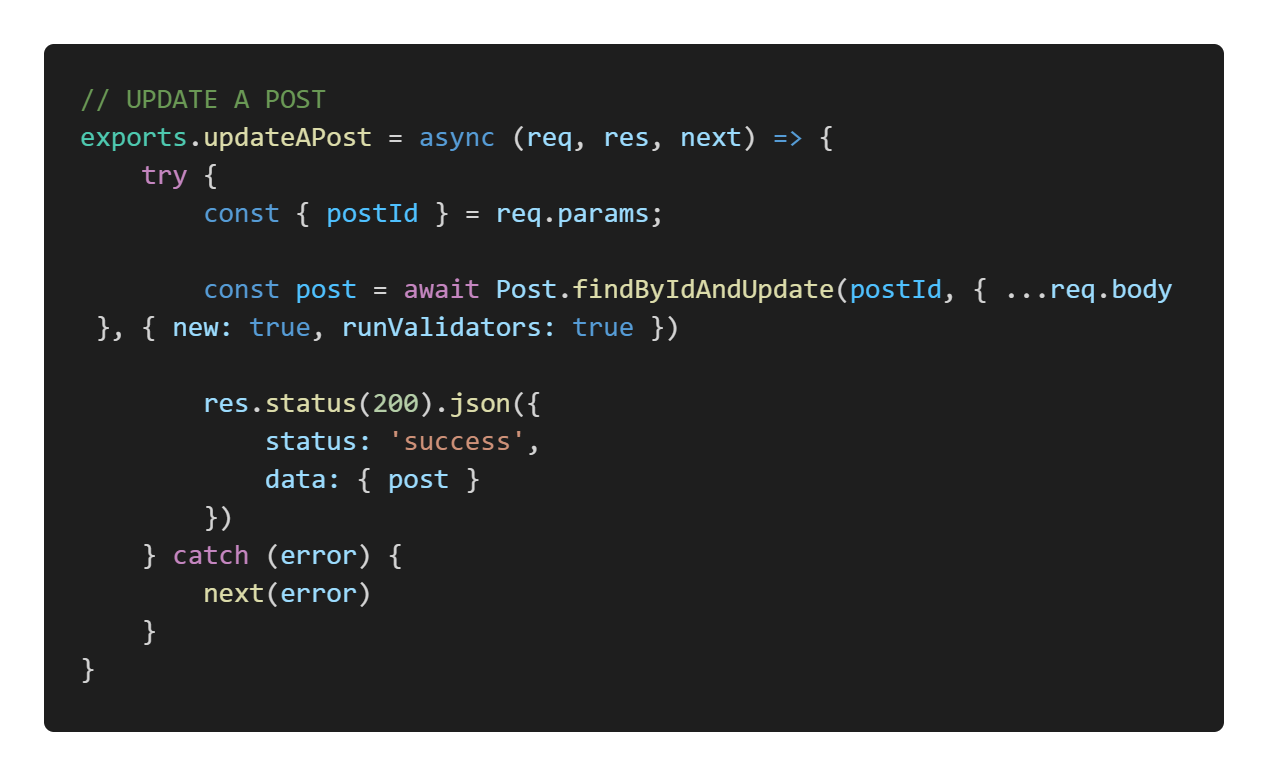 // UPDATE A POST
exports.updateAPost = async (req, res, next) => {
    try {
        const { postId } = req.params;

        const post = await Post.findByIdAndUpdate(postId, { ...req.body
 }, { new: true, runValidators: true })

        res.status(200).json({
            status: 'success',
            data: { post }
        })
    } catch (error) {
        next(error)
    }
}